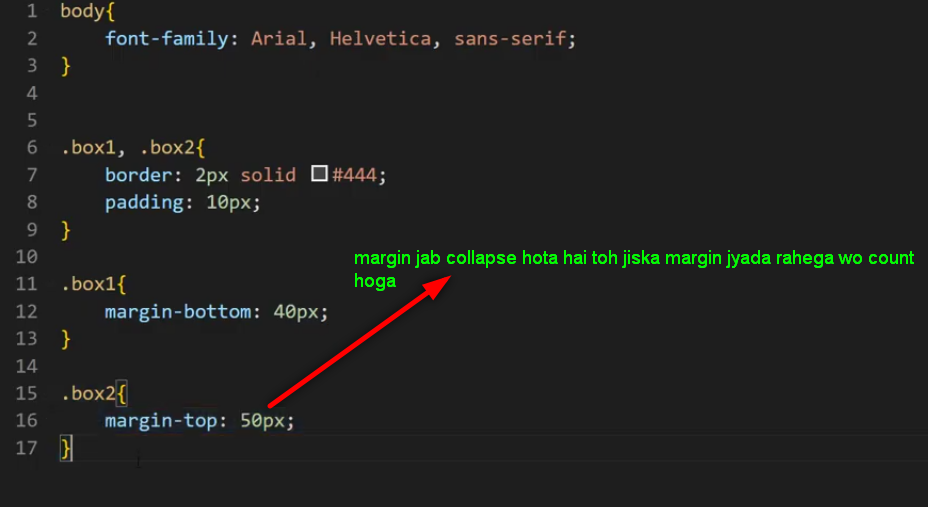 1 body{
2 font-family: Arial, Helvetica, sans-serif;
3 }
4
5
6 .box1, .box2{
7 border: 2px solid #444;
8 padding: 10px;
9 }
10
margin jab collapse hota hai toh jiska margin jyada rahega wo count
hoga
11 .box1{
12 margin-bottom: 40px;
13 }
14
15 .box2{
16 margin-top: 50px;
17 }